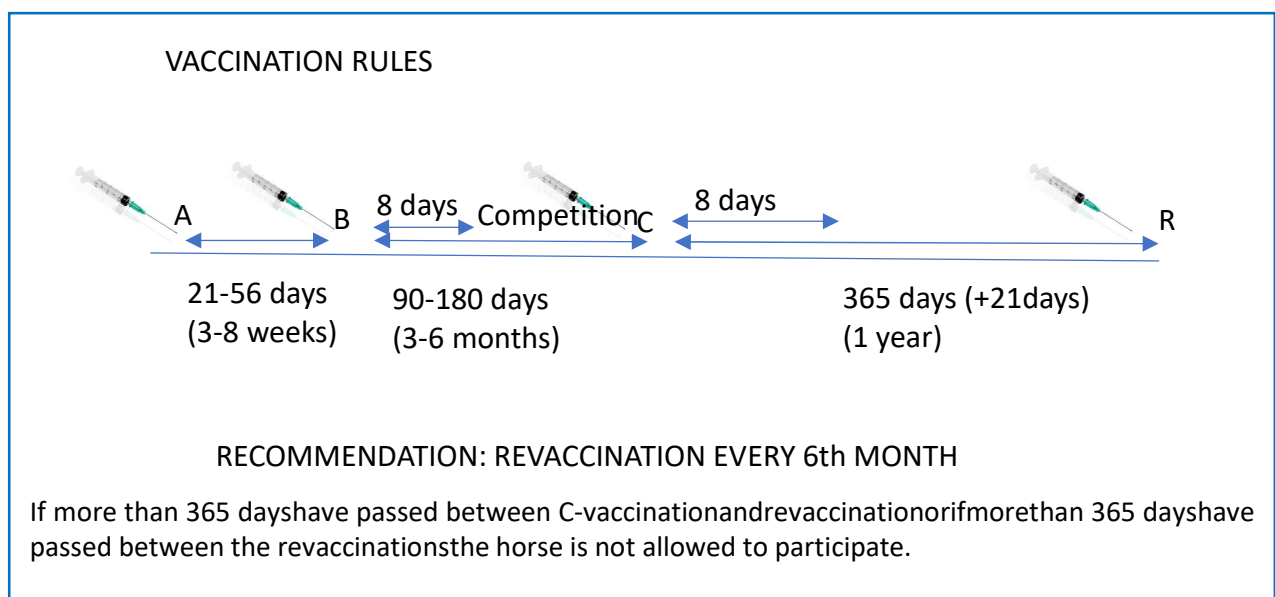 VACCINATION RULES
A
B
8 days
Competition
C
8 days
R
21-56 days
(3-8 weeks)
90-180 days
(3-6 months)
365 days (+21days)
(1 year)
RECOMMENDATION: REVACCINATION EVERY 6th MONTH
If more than 365 dayshave passed between C-vaccinationandrevaccinationorifmorethan 365 dayshave
passed between the revaccinationsthe horse is not allowed to participate.